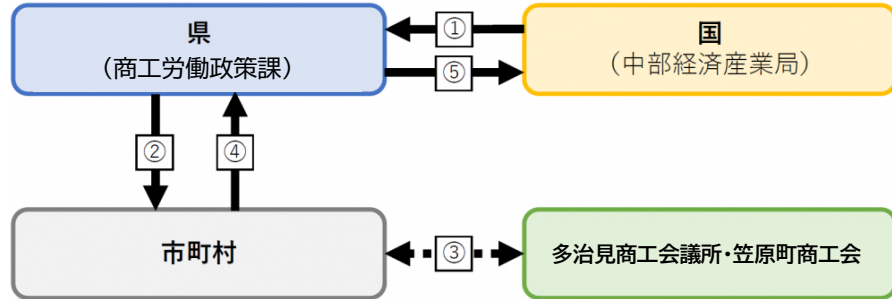 県
（商工労働政策課）
①
国
（中部経済産業局）
⑤
②
④
市町村
③
多治見商工会議所・笠原町商工会